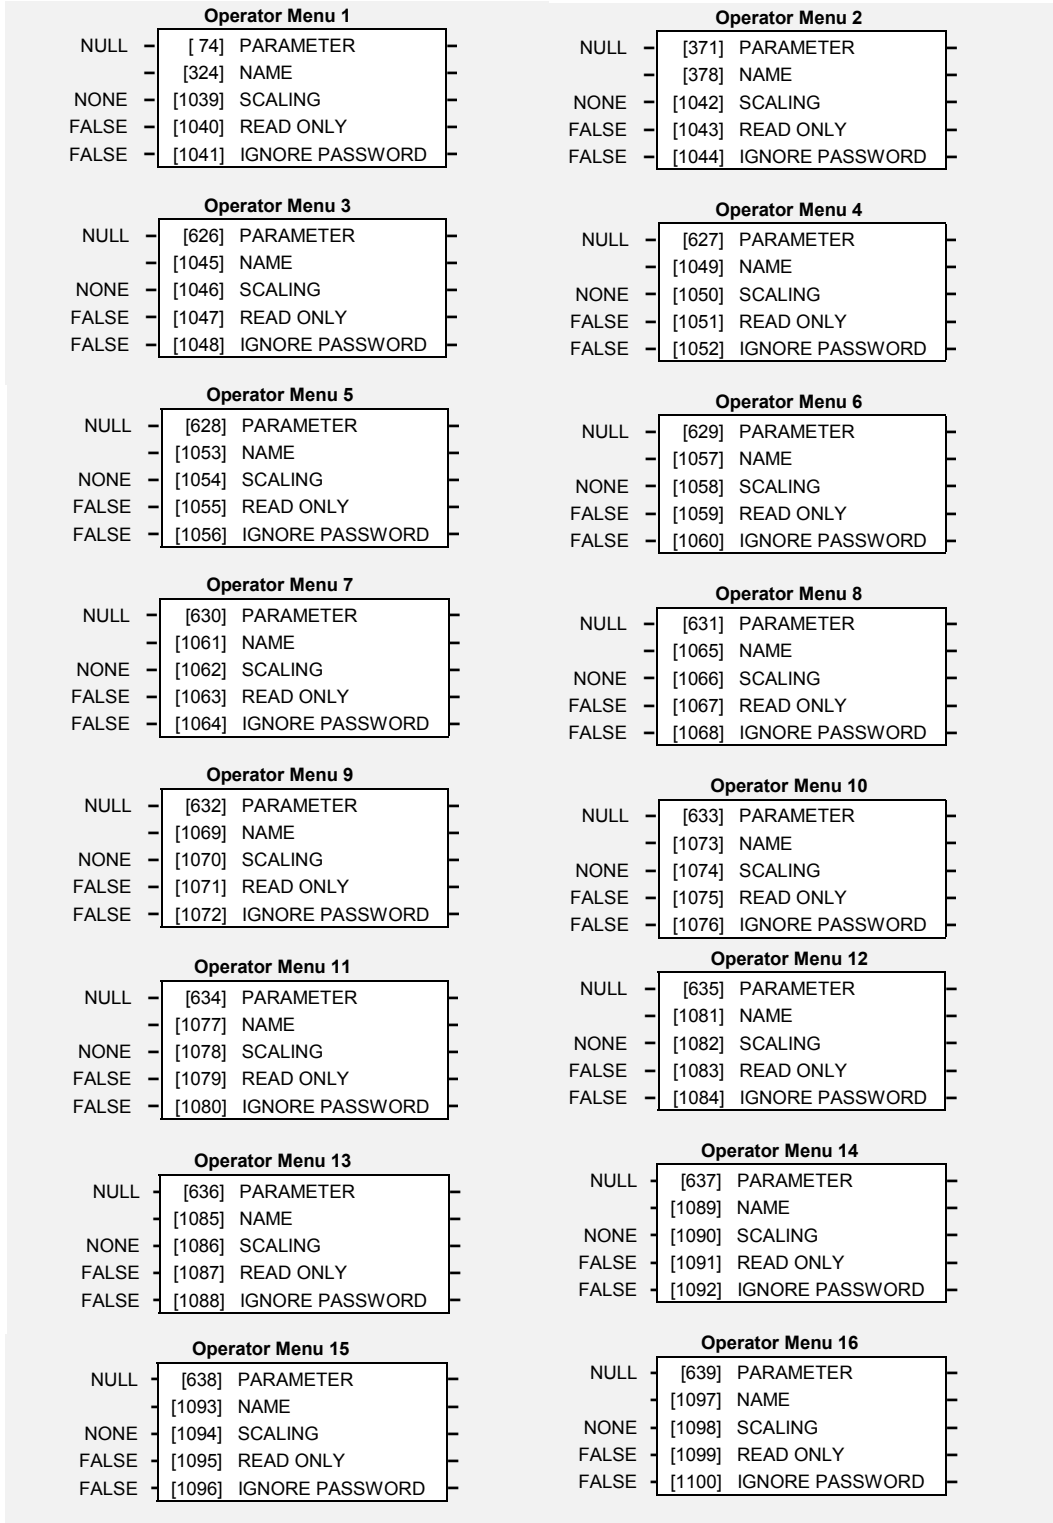 Operator Menu 1
NULL [ 74] PARAMETER
[324] NAME
NONE [1039] SCALING
FALSE [1040] READ ONLY
FALSE [1041] IGNORE PASSWORD
Operator Menu 2
NULL [371] PARAMETER
[378] NAME
NONE [1042] SCALING
FALSE [1043] READ ONLY
FALSE [1044] IGNORE PASSWORD
Operator Menu 3
NULL [626] PARAMETER
[1045] NAME
NONE [1046] SCALING
FALSE [1047] READ ONLY
FALSE [1048] IGNORE PASSWORD
Operator Menu 4
NULL [627] PARAMETER
[1049] NAME
NONE [1050] SCALING
FALSE [1051] READ ONLY
FALSE [1052] IGNORE PASSWORD
Operator Menu 5
NULL [628] PARAMETER
[1053] NAME
NONE [1054] SCALING
FALSE [1055] READ ONLY
FALSE [1056] IGNORE PASSWORD
Operator Menu 6
NULL [629] PARAMETER
[1057] NAME
NONE [1058] SCALING
FALSE [1059] READ ONLY
FALSE [1060] IGNORE PASSWORD
Operator Menu 7
NULL [630] PARAMETER
[1061] NAME
NONE [1062] SCALING
FALSE [1063] READ ONLY
FALSE [1064] IGNORE PASSWORD
Operator Menu 8
NULL [631] PARAMETER
[1065] NAME
NONE [1066] SCALING
FALSE [1067] READ ONLY
FALSE [1068] IGNORE PASSWORD
Operator Menu 9
NULL [632] PARAMETER
[1069] NAME
NONE [1070] SCALING
FALSE [1071] READ ONLY
FALSE [1072] IGNORE PASSWORD
Operator Menu 10
NULL [633] PARAMETER
[1073] NAME
NONE [1074] SCALING
FALSE [1075] READ ONLY
FALSE [1076] IGNORE PASSWORD
Operator Menu 11
NULL [634] PARAMETER
[1077] NAME
NONE [1078] SCALING
FALSE [1079] READ ONLY
FALSE [1080] IGNORE PASSWORD
Operator Menu 12
NULL [635] PARAMETER
[1081] NAME
NONE [1082] SCALING
FALSE [1083] READ ONLY
FALSE [1084] IGNORE PASSWORD
Operator Menu 13
NULL [636] PARAMETER
[1085] NAME
NONE [1086] SCALING
FALSE [1087] READ ONLY
FALSE [1088] IGNORE PASSWORD
Operator Menu 14
NULL [637] PARAMETER
[1089] NAME
NONE [1090] SCALING
FALSE [1091] READ ONLY
FALSE [1092] IGNORE PASSWORD
Operator Menu 15
NULL [638] PARAMETER
[1093] NAME
NONE [1094] SCALING
FALSE [1095] READ ONLY
FALSE [1096] IGNORE PASSWORD
Operator Menu 16
NULL [639] PARAMETER
[1097] NAME
NONE [1098] SCALING
FALSE [1099] READ ONLY
FALSE [1100] IGNORE PASSWORD